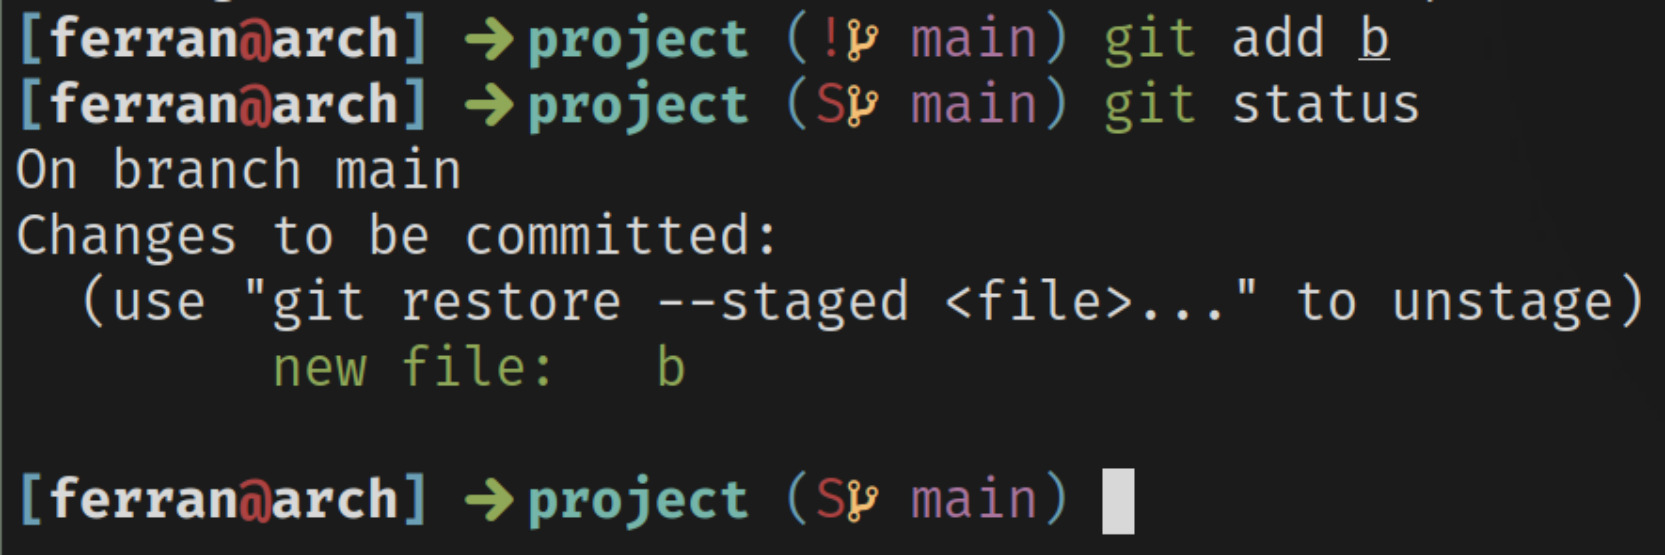 [ferran@arch] → project (! main) git add b
[ferran@arch] → project (S main) git status
On branch main
Changes to be committed:
  (use "git restore --staged <file>..." to unstage)
        new file:   b
[ferran@arch] → project (S main)